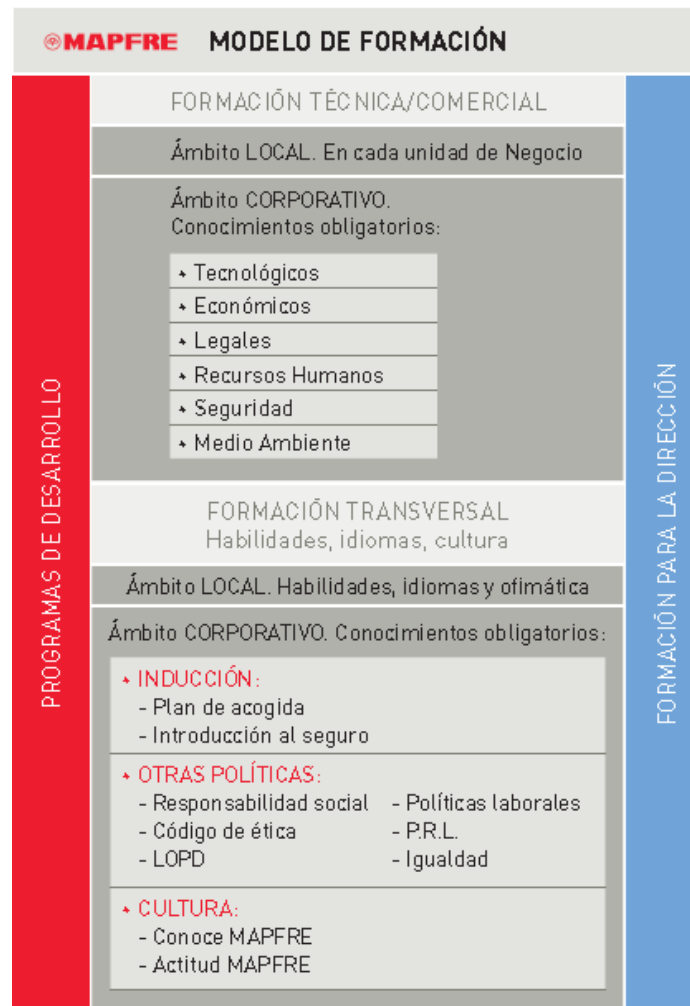 MAPFRE MODELO DE FORMACIÓN
PROGRAMAS DE DESARROLLO
FORMACIÓN TÉCNICA/COMERCIAL
Ámbito LOCAL. En cada unidad de Negocio
Ámbito CORPORATIVO.
Conocimientos obligatorios:
Tecnológicos
Económicos
Legales
Recursos Humanos
Seguridad
Medio Ambiente
FORMACIÓN TRANSVERSAL
Habilidades, idiomas, cultura
Ámbito LOCAL. Habilidades, idiomas y ofimática
Ámbito CORPORATIVO. Conocimientos obligatorios:
INDUCCIÓN:
- Plan de acogida
- Introducción al seguro
OTRAS POLÍTICAS:
- Responsabilidad social - Políticas laborales
- Código de ética - P.R.L.
- LOPD - Igualdad
CULTURA:
- Conoce MAPFRE
- Actitud MAPFRE
FORMACIÓN PARA LA DIRECCIÓN